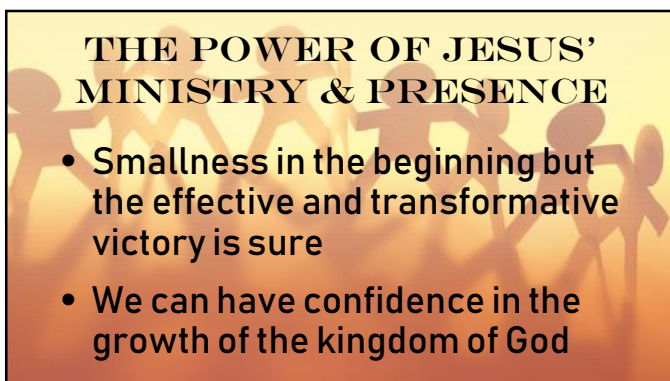 THE POWER OF JESUS'
MINISTRY & PRESENCE
• Smallness in the beginning but
the effective and transformative
victory is sure
• We can have confidence in the
growth of the kingdom of God